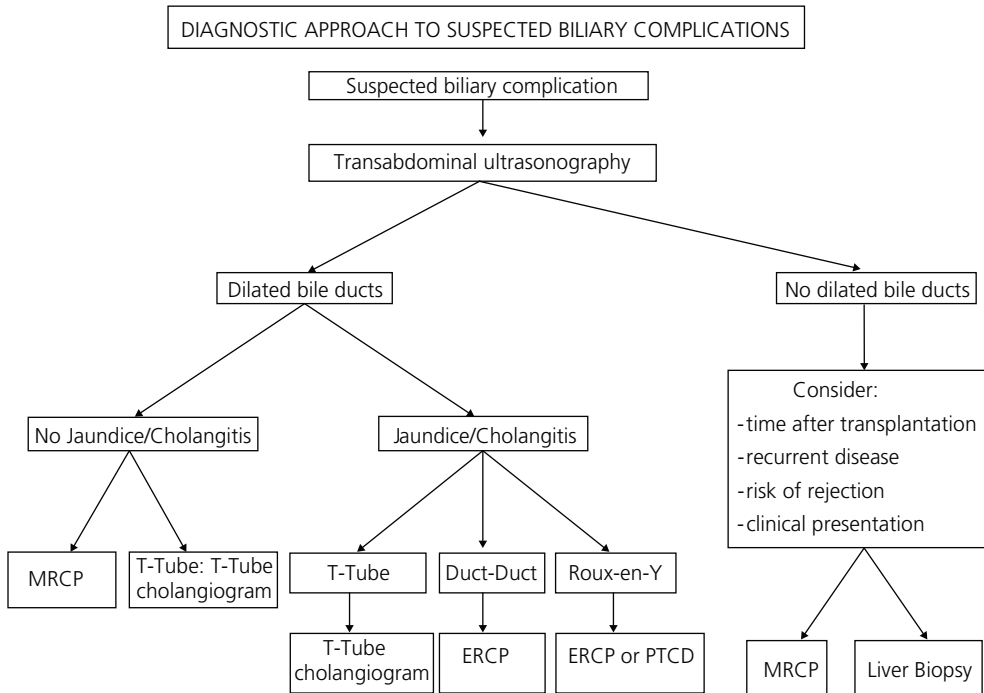 DIAGNOSTIC APPROACH TO SUSPECTED BILIARY COMPLICATIONS
Suspected biliary complication
Transabdominal ultrasonography
Dilated bile ducts
No dilated bile ducts
No Jaundice/Cholangitis
Jaundice/Cholangitis
Consider:
-time after transplantation
-recurrent disease
-risk of rejection
-clinical presentation
MRCP
T-Tube: T-Tube
cholangiogram
T-Tube
Duct-Duct
Roux-en-Y
T-Tube
cholangiogram
ERCP
ERCP or PTCD
MRCP
Liver Biopsy